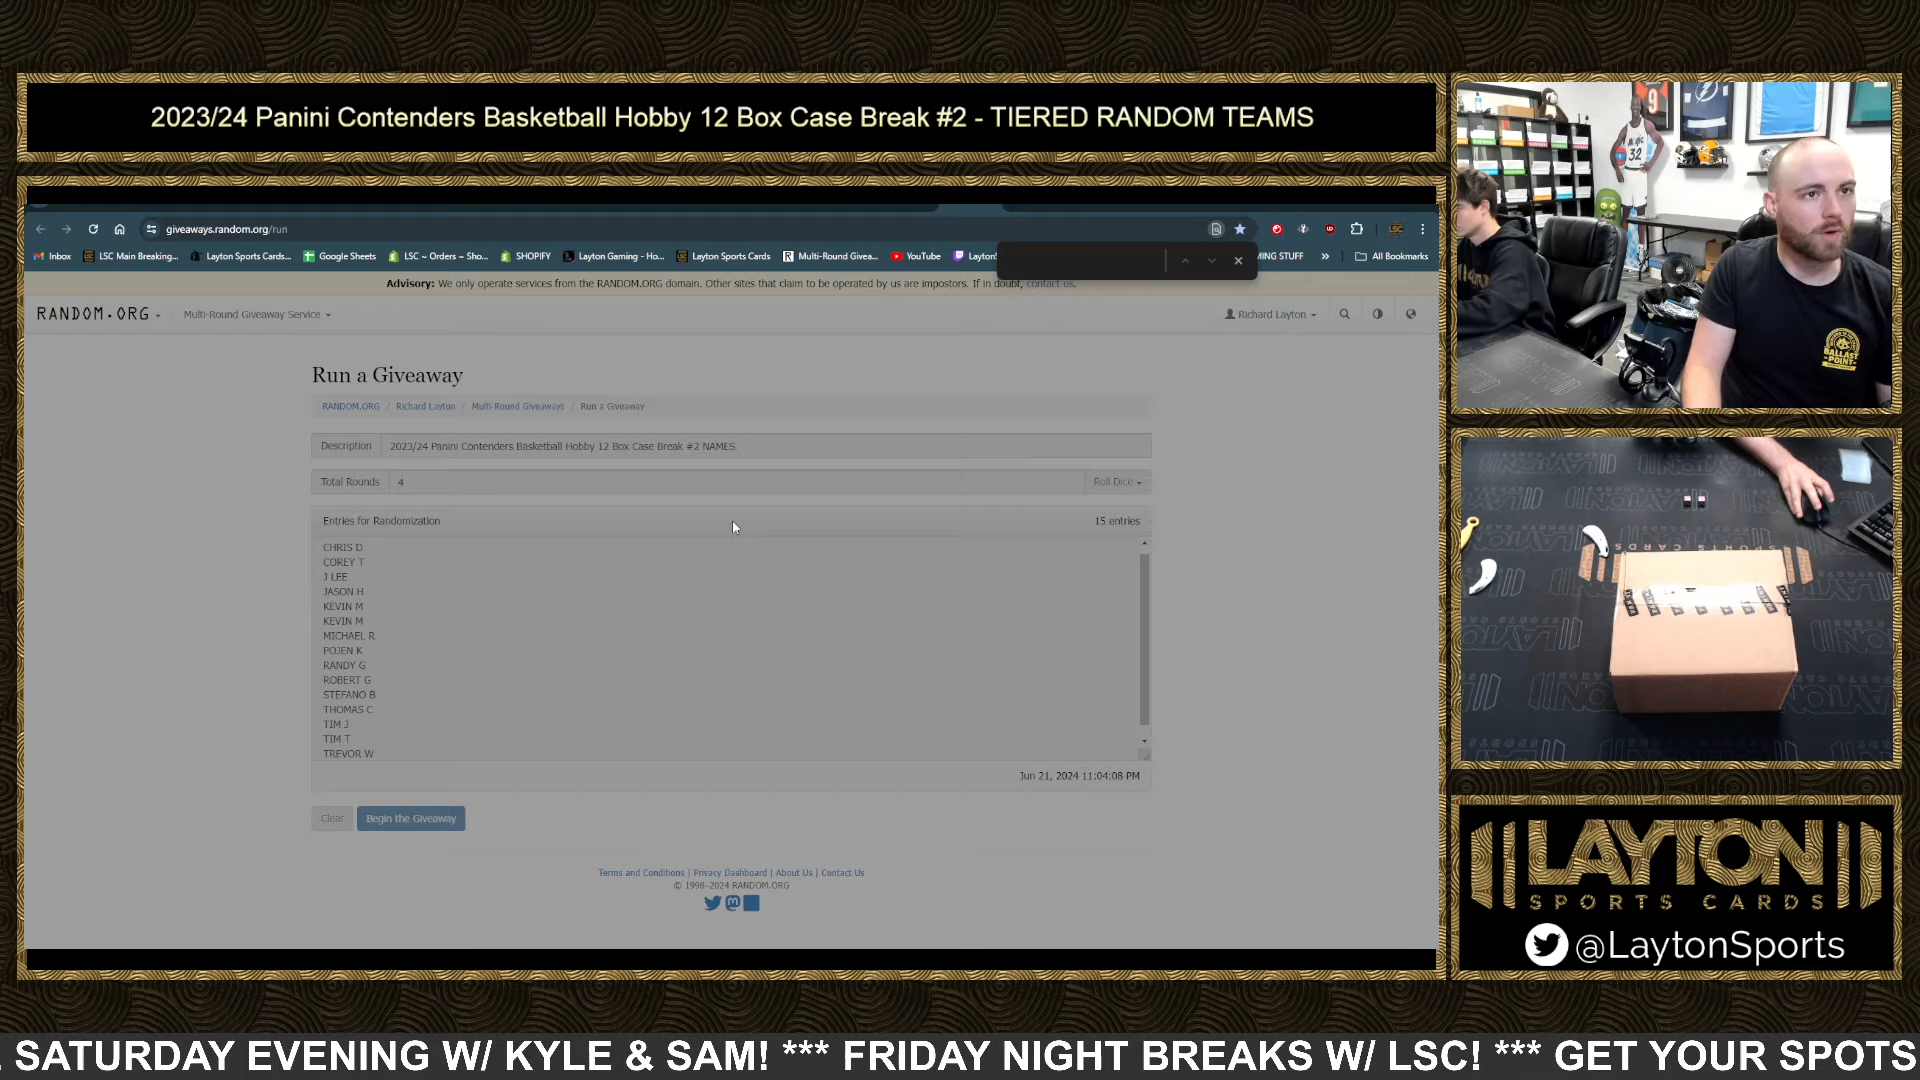 2023/24 Panini Contenders Basketball Hobby 12 Box Case Break #2 - TIERED RANDOM TEAMS
giveaways.random.org/run
Inbox LSC Main Breaking... Layton Sports Cards... Google Sheets LSC ~ Orders ~ Sho... SHOPIFY Layton Gaming - Ho... Layton Sports Cards Multi-Round Givea... YouTube MING STUFF » All Bookmarks
Advisory: We only operate services from the RANDOM.ORG domain. Other sites that claim to be operated by us are impostors. If in doubt, contact us.
RANDOM.ORG Multi-Round Giveaway Service Richard Layton
Run a Giveaway
RANDOM.ORG / Richard Layton / Multi-Round Giveaways / Run a Giveaway
Description 2023/24 Panini Contenders Basketball Hobby 12 Box Case Break #2 NAMES
Total Rounds 4 Roll Dice
Entries for Randomization 15 entries
CHRIS D
COREY T
J LEE
JASON H
KEVIN M
KEVIN M
MICHAEL R
POJEN K
RANDY G
ROBERT G
STEFANO B
THOMAS C
TIM J
TIM T
TREVOR W
Jun 21, 2024 11:04:08 PM
Clear Begin the Giveaway
Terms and Conditions | Privacy Dashboard | About Us | Contact Us
© 1998–2024 RANDOM.ORG
9
32
BALLAST
POINT
LAYTON
SPORTS CARDS
@LaytonSports
SATURDAY EVENING W/ KYLE & SAM! *** FRIDAY NIGHT BREAKS W/ LSC! *** GET YOUR SPOTS